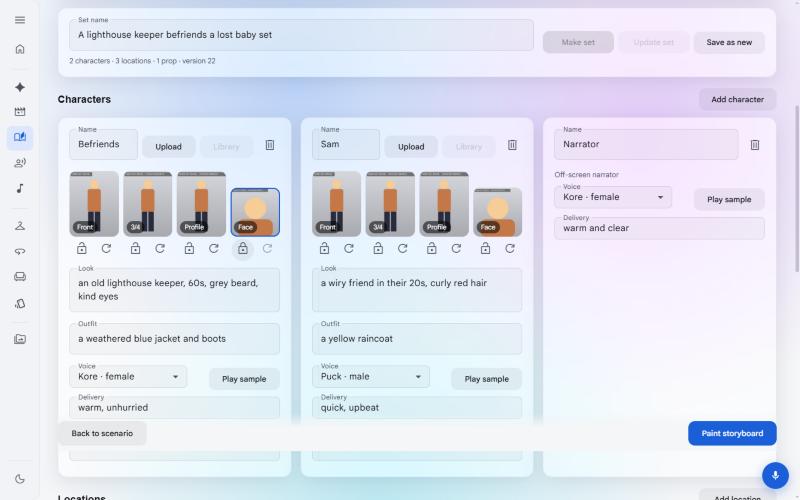 Set name
A lighthouse keeper befriends a lost baby set
Make set
Update set
Save as new
2 characters · 3 locations · 1 prop · version 22
Characters
Add character
Name
Befriends
Upload
Library
Front
3/4
Profile
Face
Look
an old lighthouse keeper, 60s, grey beard,
kind eyes
Outfit
a weathered blue jacket and boots
Voice
Kore · female
Play sample
Delivery
warm, unhurried
Name
Sam
Upload
Library
Front
3/4
Profile
Face
Look
a wiry friend in their 20s, curly red hair
Outfit
a yellow raincoat
Voice
Puck · male
Play sample
Delivery
quick, upbeat
Name
Narrator
Off-screen narrator
Voice
Kore · female
Play sample
Delivery
warm and clear
Back to scenario
Paint storyboard
Locations
Add location